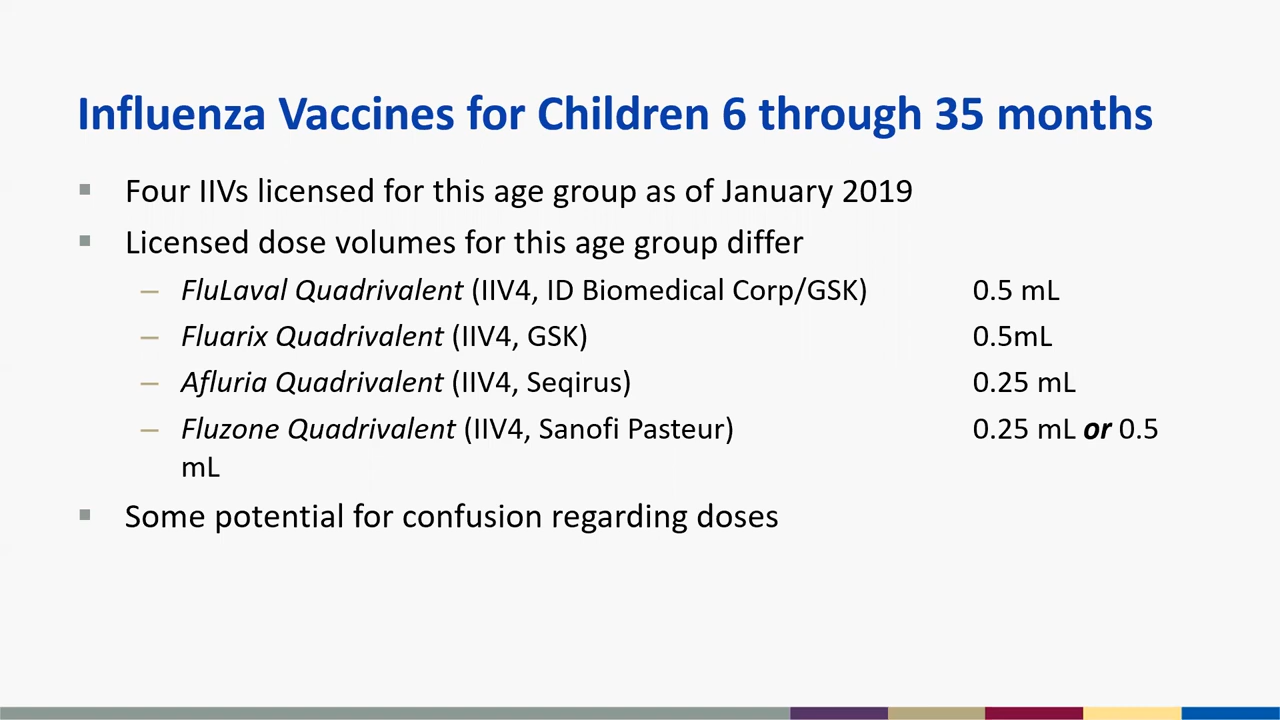 Influenza Vaccines for Children 6 through 35 months
▪ Four IIVs licensed for this age group as of January 2019
▪ Licensed dose volumes for this age group differ
– FluLaval Quadrivalent (IIV4, ID Biomedical Corp/GSK) 0.5 mL
– Fluarix Quadrivalent (IIV4, GSK) 0.5mL
– Afluria Quadrivalent (IIV4, Seqirus) 0.25 mL
– Fluzone Quadrivalent (IIV4, Sanofi Pasteur) 0.25 mL or 0.5
mL
▪ Some potential for confusion regarding doses